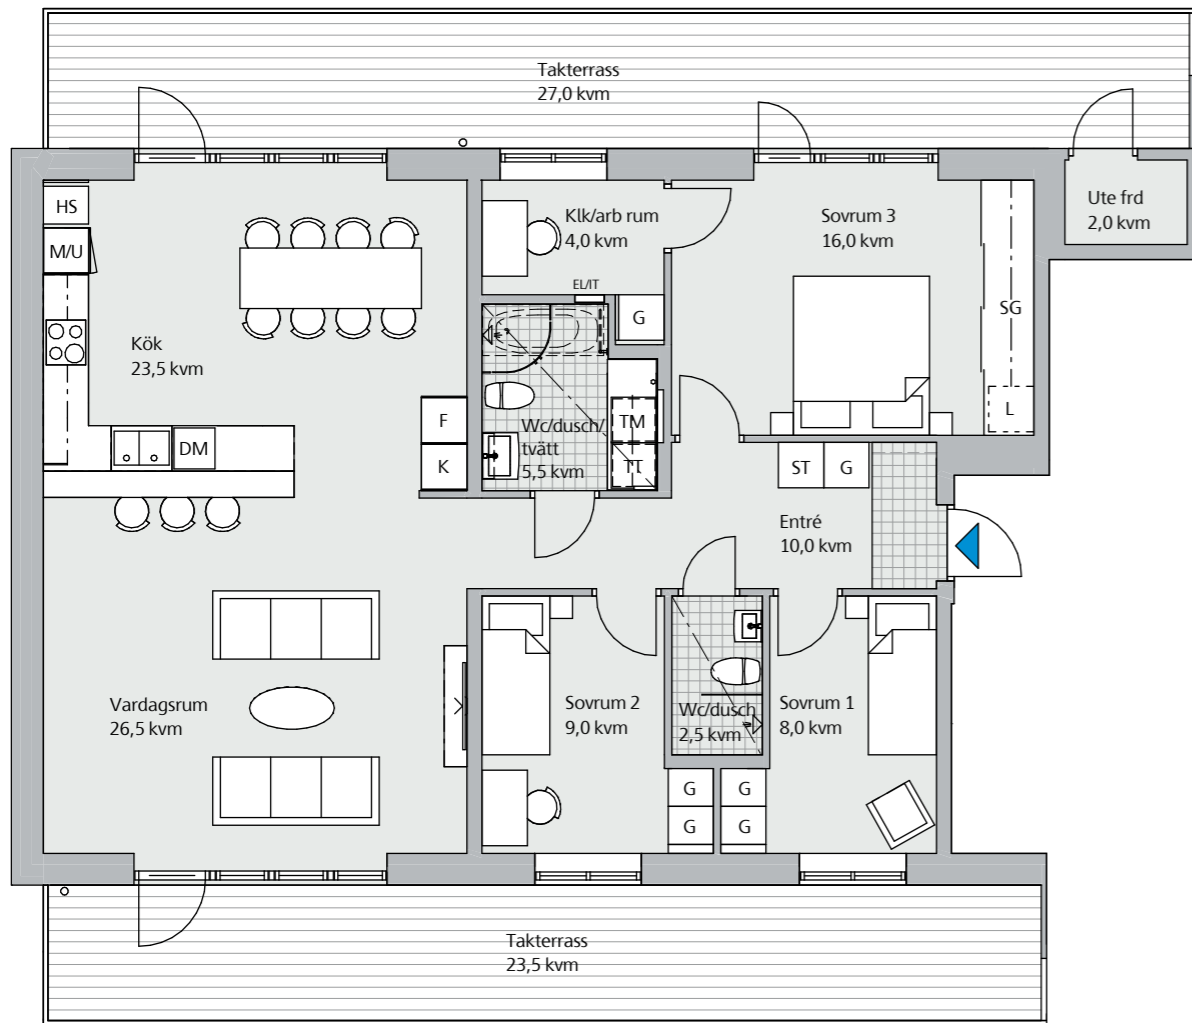 Takterrass
27,0 kvm
HS
M/U
Klk/arb rum
4,0 kvm
Sovrum 3
16,0 kvm
Ute frd
2,0 kvm
EL/IT
G
SG
Kök
23,5 kvm
L
F
K
DM
Wc/dusch/
tvätt
5,5 kvm
TM
TT
ST
G
Entré
10,0 kvm
Vardagsrum
26,5 kvm
Sovrum 2
9,0 kvm
Wc/dusch
2,5 kvm
Sovrum 1
8,0 kvm
G
G
G
G
Takterrass
23,5 kvm